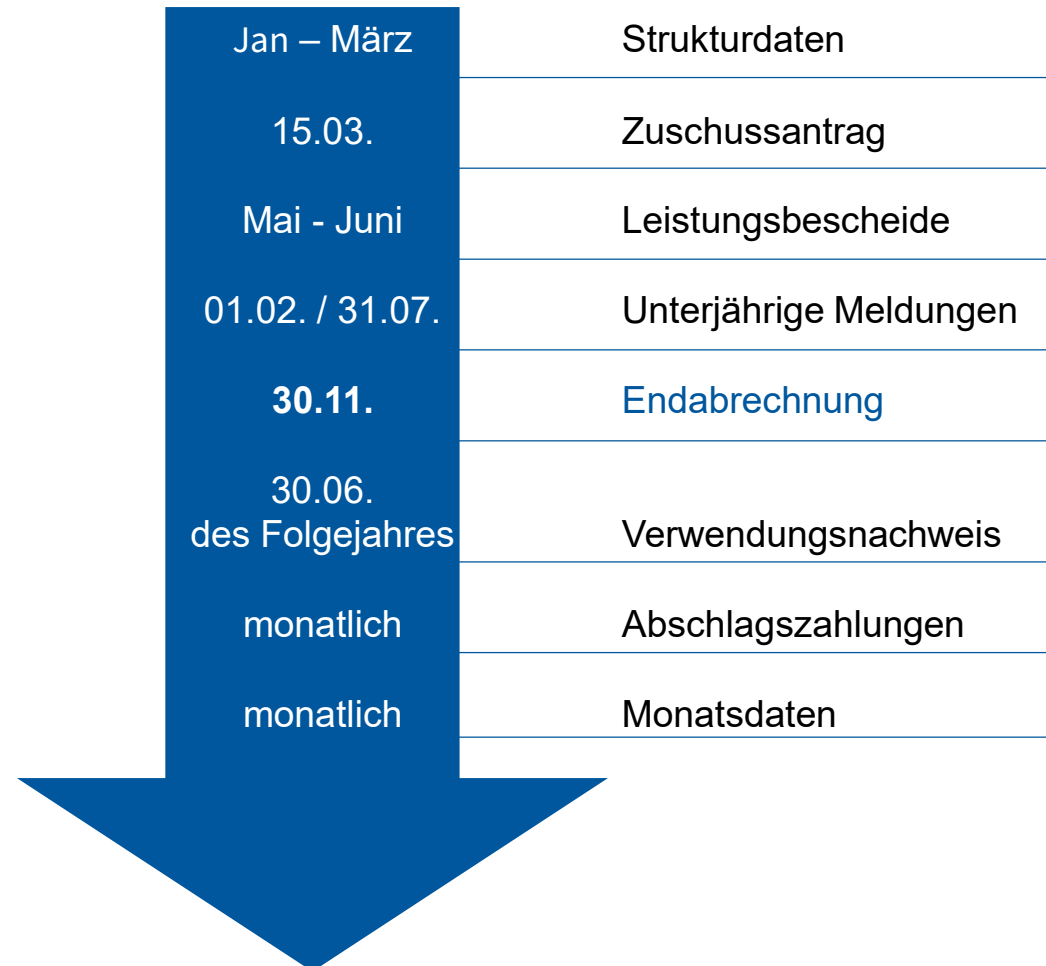 Jan – März Strukturdaten
15.03. Zuschussantrag
Mai - Juni Leistungsbescheide
01.02. / 31.07. Unterjährige Meldungen
30.11. Endabrechnung
30.06.
des Folgejahres Verwendungsnachweis
monatlich Abschlagszahlungen
monatlich Monatsdaten